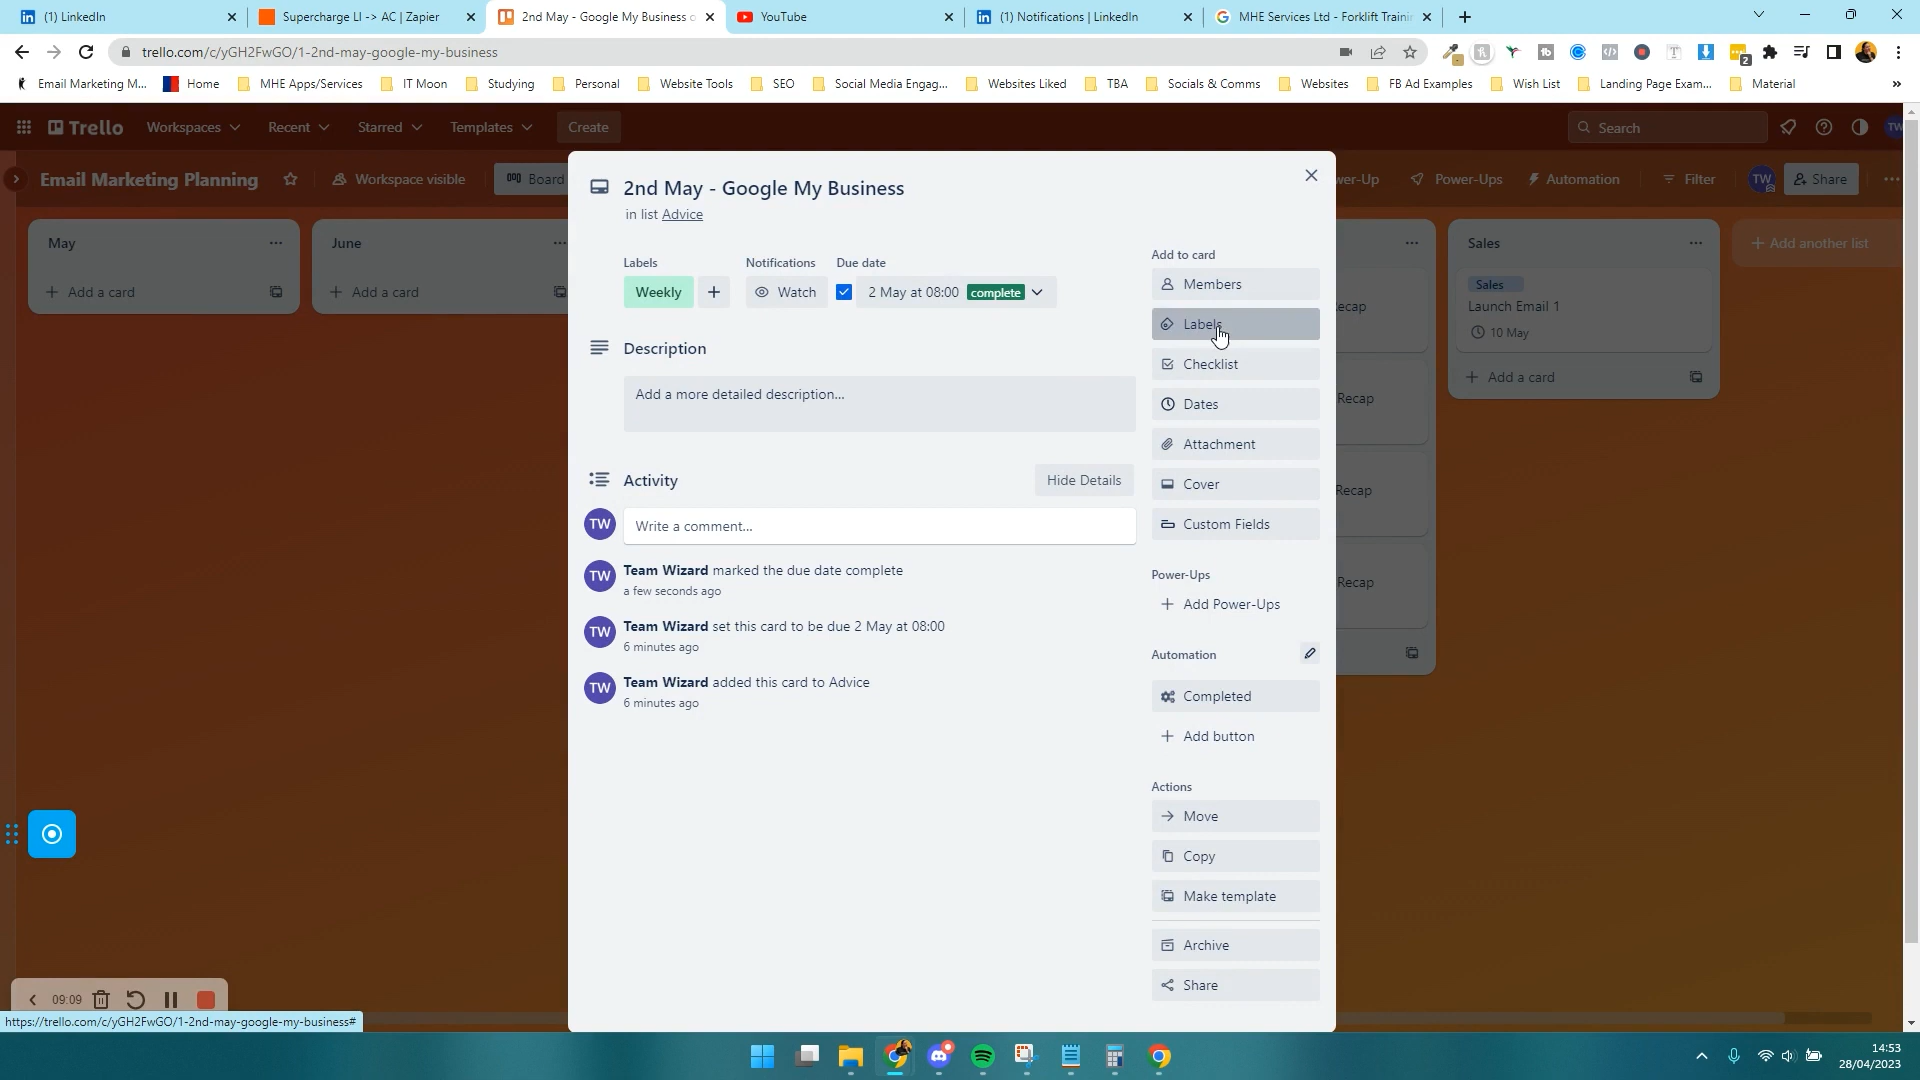 (1) LinkedIn
Supercharge LI -> AC | Zapier
2nd May - Google My Business o
YouTube
(1) Notifications | LinkedIn
MHE Services Ltd - Forklift Traini
trello.com/c/yGH2FwGO/1-2nd-may-google-my-business
2
Email Marketing M...
Home
MHE Apps/Services
IT Moon
Studying
Personal
Website Tools
SEO
Social Media Engag...
Websites Liked
TBA
Socials & Comms
Websites
FB Ad Examples
Wish List
Landing Page Exam...
Material
»
Trello
Workspaces
Recent
Starred
Templates
Create
Search
TW
Email Marketing Planning
Workspace visible
Board
wer-Up
Power-Ups
Automation
Filter
TW
Share
May
Add a card
June
Add a card
2nd May - Google My Business
in list Advice
Labels
Weekly
Notifications
Watch
Due date
2 May at 08:00 complete
Description
Add a more detailed description...
Activity
Hide Details
TW
Write a comment...
TW
Team Wizard marked the due date complete
a few seconds ago
TW
Team Wizard set this card to be due 2 May at 08:00
6 minutes ago
TW
Team Wizard added this card to Advice
6 minutes ago
Add to card
Members
Labels
Checklist
Dates
Attachment
Cover
Custom Fields
Power-Ups
Add Power-Ups
Automation
Completed
Add button
Actions
Move
Copy
Make template
Archive
Share
ecap
Recap
Recap
Recap
Sales
Sales
Launch Email 1
10 May
Add a card
Add another list
09:09
https://trello.com/c/yGH2FwGO/1-2nd-may-google-my-business#
14:53
28/04/2023